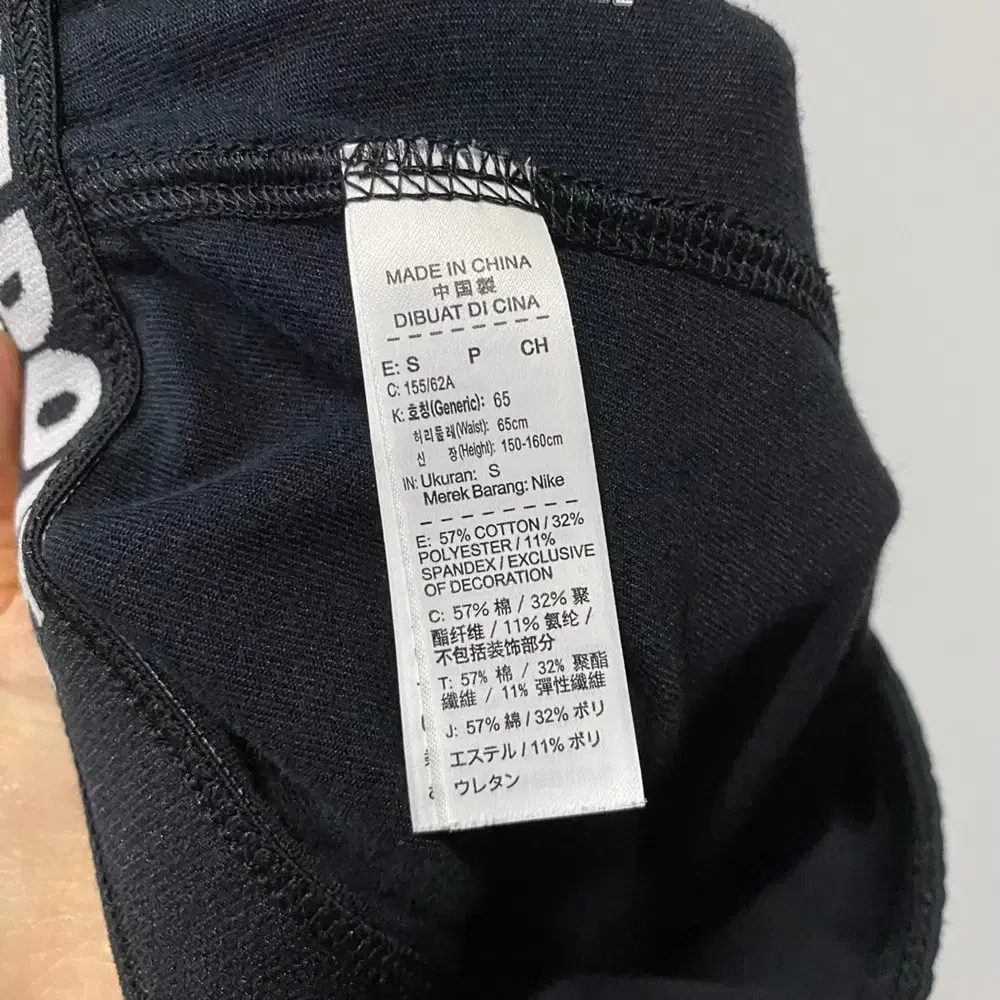 MADE IN CHINA
中国製
DIBUAT DI CINA
E: S P CH
C: 155/62A
K: 호칭(Generic): 65
허리둘레(Waist): 65cm
신 장(Height): 150-160cm
IN: Ukuran: S
Merek Barang: Nike
E: 57% COTTON / 32%
POLYESTER / 11%
SPANDEX / EXCLUSIVE
OF DECORATION
C: 57% 棉 / 32% 聚
酯纤维 / 11% 氨纶 /
不包括装饰部分
T: 57% 棉 / 32% 聚酯
纖維 / 11% 彈性纖維
J: 57% 綿 / 32% ポリ
エステル / 11% ポリ
ウレタン